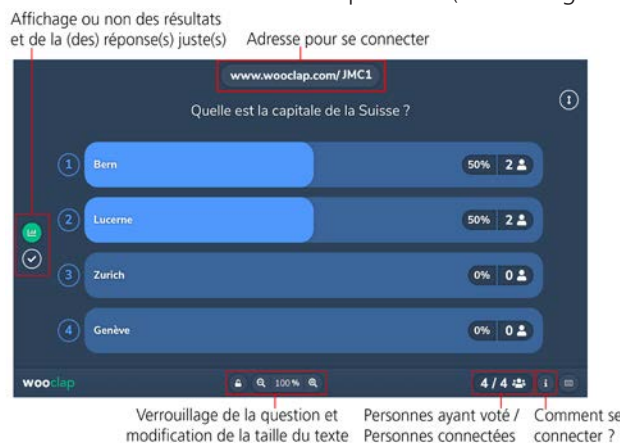 Affichage ou non des résultats
et de la (des) réponse(s) juste(s)
Adresse pour se connecter
www.wooclap.com/JMC1
Quelle est la capitale de la Suisse ?
1 Bern 50% 2
2 Lucerne 50% 2
3 Zurich 0% 0
4 Genève 0% 0
wooclap 100% 4 / 4 i
Verrouillage de la question et
modification de la taille du texte
Personnes ayant voté /
Personnes connectées
Comment se
connecter ?